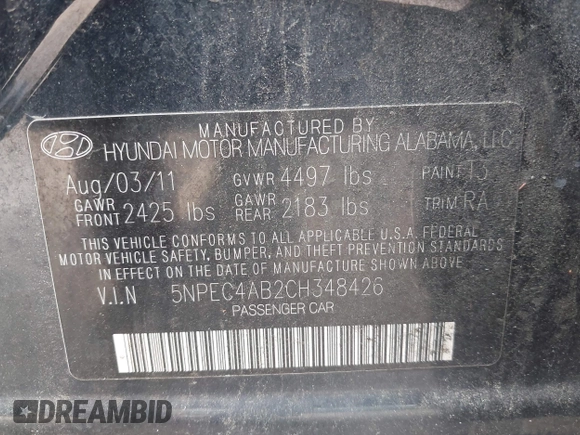 MANUFACTURED BY
HYUNDAI MOTOR MANUFACTURING ALABAMA, LLC
Aug/03/11 GVWR 4497 lbs PAINT T3
GAWR FRONT 2425 lbs GAWR REAR 2183 lbs TRIM RA
THIS VEHICLE CONFORMS TO ALL APPLICABLE U.S.A. FEDERAL
MOTOR VEHICLE SAFETY, BUMPER, AND THEFT PREVENTION STANDARDS
IN EFFECT ON THE DATE OF MANUFACTURE SHOWN ABOVE.
V.I.N 5NPEC4AB2CH348426
PASSENGER CAR
DREAMBID